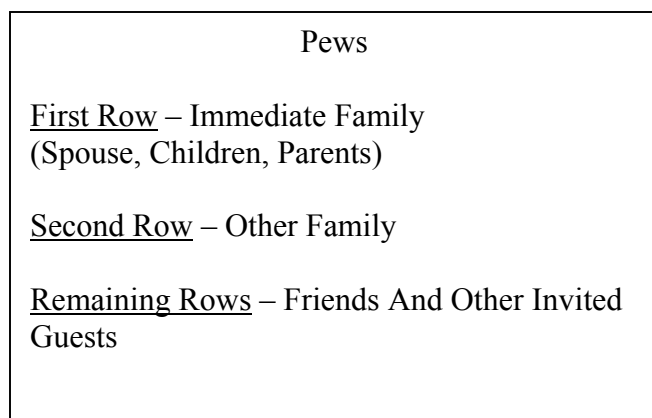 Pews
First Row – Immediate Family
(Spouse, Children, Parents)
Second Row – Other Family
Remaining Rows – Friends And Other Invited
Guests